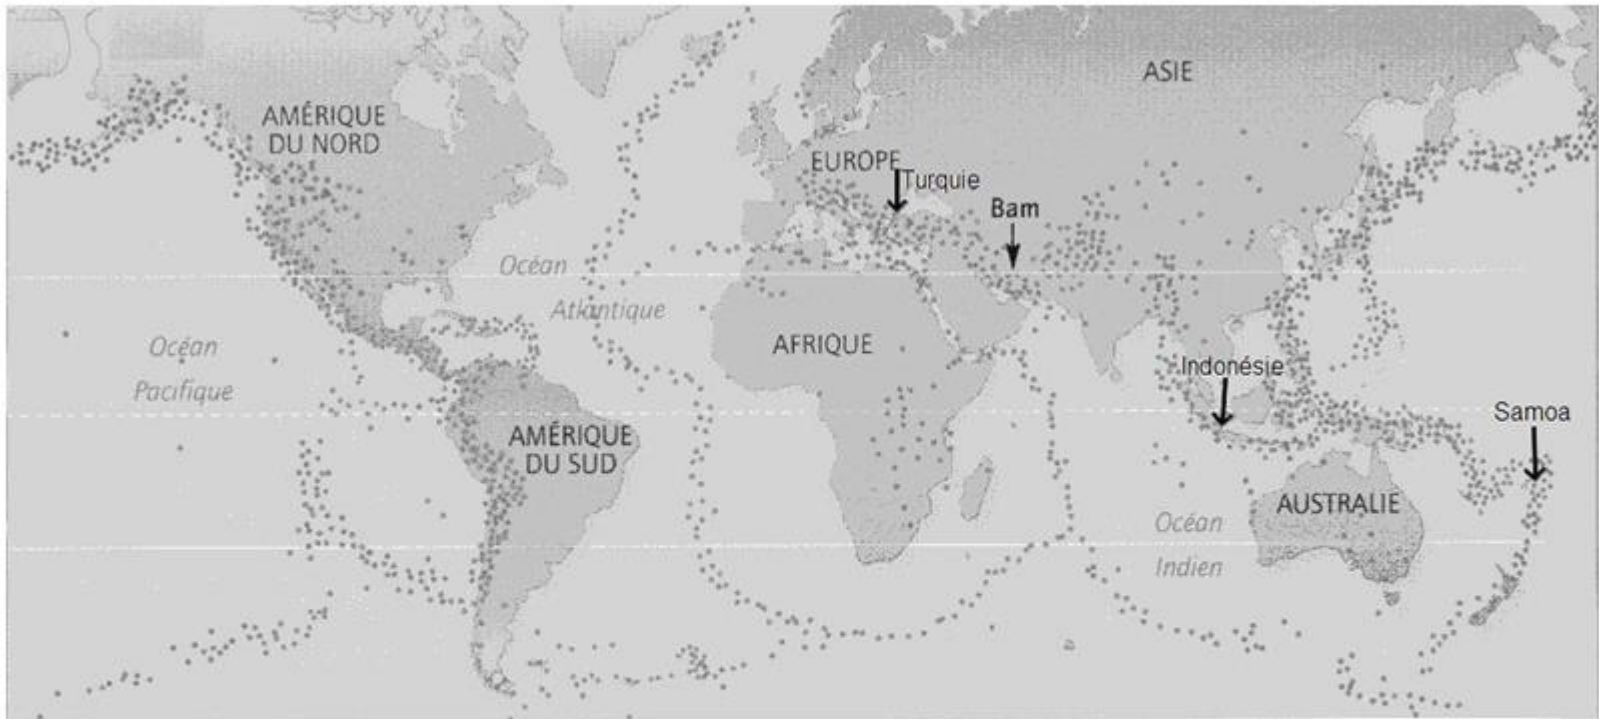 ASIE
AMÉRIQUE
DU NORD
EUROPE
Turquie
Bam
Océan
Atlantique
Océan
Pacifique
AFRIQUE
Indonésie
Samoa
AMÉRIQUE
DU SUD
AUSTRALIE
Océan
Indien